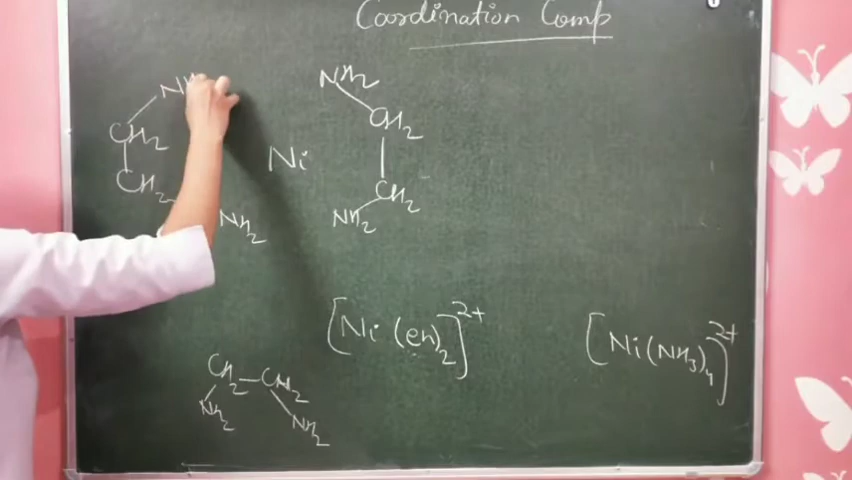 Coordination Comp
NH
NH2
CH2
CH2
Ni
CH2
CH2
NH2
NH2
[Ni(en)2]2+
[Ni(NH3)4]2+
CH2-CH2
NH2
NH2